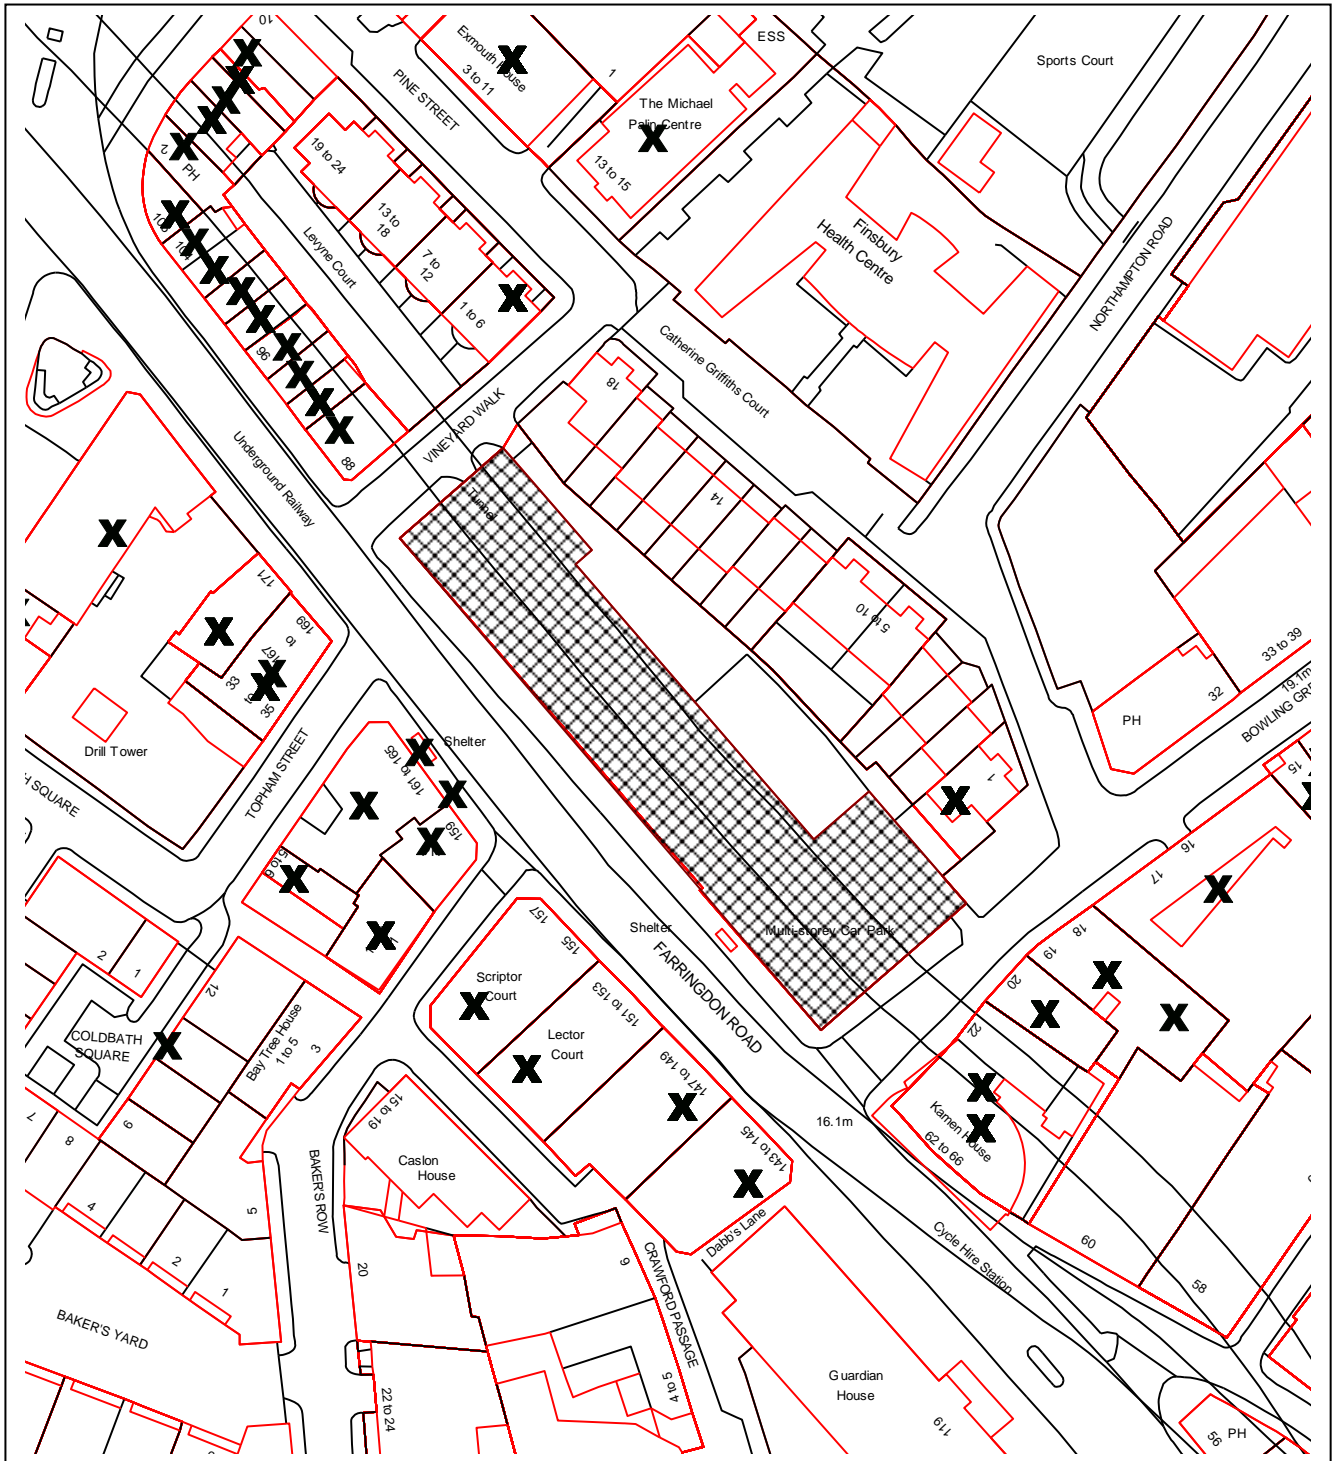 10
Exmouth House
3 to 11
PINE STREET
1
ESS
The Michael
Palin Centre
13 to 15
Sports Court
2
PH
19 to 24
13 to
18
7 to
12
1 to 6
Levyne Court
104
96
88
Finsbury
Health Centre
NORTHAMPTON ROAD
Catherine Griffiths Court
18
14
5 to 10
1
VINEYARD WALK
Tunnel
Underground Railway
171
169
to
167
33
to
35
Drill Tower
TOPHAM STREET
H SQUARE
Shelter
161 to 165
159
5 to 6
33 to 39
32
PH
19.1m
BOWLING GRE
15
16
17
18
19
20
22
Multi-storey Car Park
Shelter
FARRINGDON ROAD
157
155
Scriptor
Court
151 to 153
Lector
Court
147 to 149
143 to 145
16.1m
Kamen House
62 to 66
60
58
2
1
12
COLDBATH
SQUARE
Bay Tree House
1 to 5
3
9
7
8
4
2
1
5
BAKER'S YARD
BAKER'S ROW
15 to 19
Caslon
House
20
22 to 24
9
CRAWFORD PASSAGE
4 to 5
Dabb's Lane
Cycle Hire Station
Guardian
House
119
56
PH